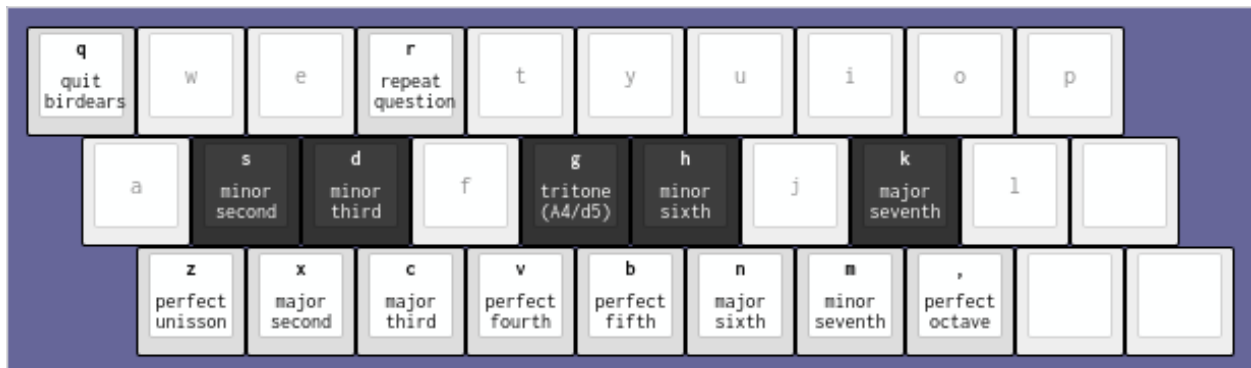 q w e r t y u i o p
quit repeat
birdears question
a s d f g h j k l
minor minor tritone minor major
second third (A4/d5) sixth seventh
z x c v b n m ,
perfect major major perfect perfect major minor perfect
unisson second third fourth fifth sixth seventh octave